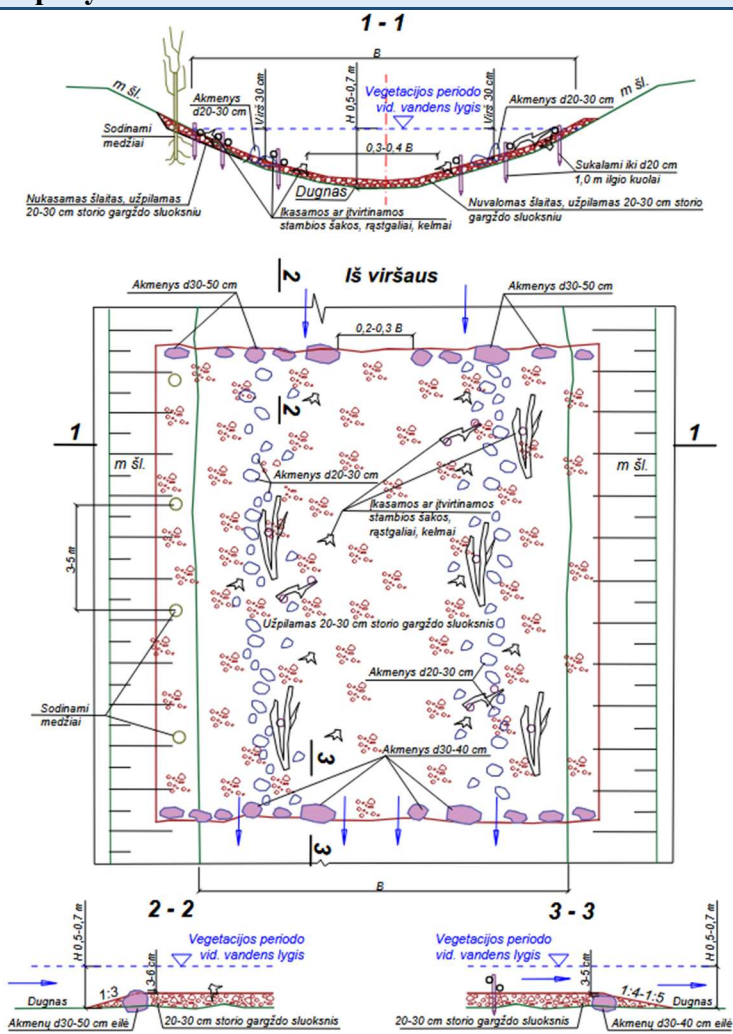 1 - 1
B
m šl.
m šl.
Vegetacijos periodo
vid. vandens lygis
Akmenys
d20-30 cm
Virš 30 cm
H 0,5-0,7 m
Virš 30 cm
Akmenys d20-30 cm
Sodinami
medžiai
0,3-0,4 B
Sukalami iki d20 cm
1,0 m ilgio kuolai
Dugnas
Nukasamas šlaitas, užpilamas
20-30 cm storio gargždo sluoksniu
Įkasamos ar įtvirtinamos
stambios šakos, rąstgaliai, kelmai
Nuvalomas šlaitas, užpilamas 20-30 cm storio
gargždo sluoksniu
Iš viršaus
Akmenys d30-50 cm
2
Akmenys d30-50 cm
0,2-0,3 B
2
1
1
m šl.
m šl.
Akmenys d20-30 cm
Įkasamos ar įtvirtinamos
stambios šakos,
rąstgaliai, kelmai
3-5 m
Užpilamas 20-30 cm storio gargždo sluoksnis
Akmenys d20-30 cm
Sodinami
medžiai
3
Akmenys d30-40 cm
3
B
2 - 2
Vegetacijos periodo
vid. vandens lygis
H 0,5-0,7 m
3-6 cm
1:3
Dugnas
Akmenų d30-50 cm eilė
20-30 cm storio gargždo sluoksnis
3 - 3
Vegetacijos periodo
vid. vandens lygis
H 0,5-0,7 m
3-5 cm
1:4-1:5
Dugnas
20-30 cm storio gargždo sluoksnis
Akmenų d30-40 cm eilė